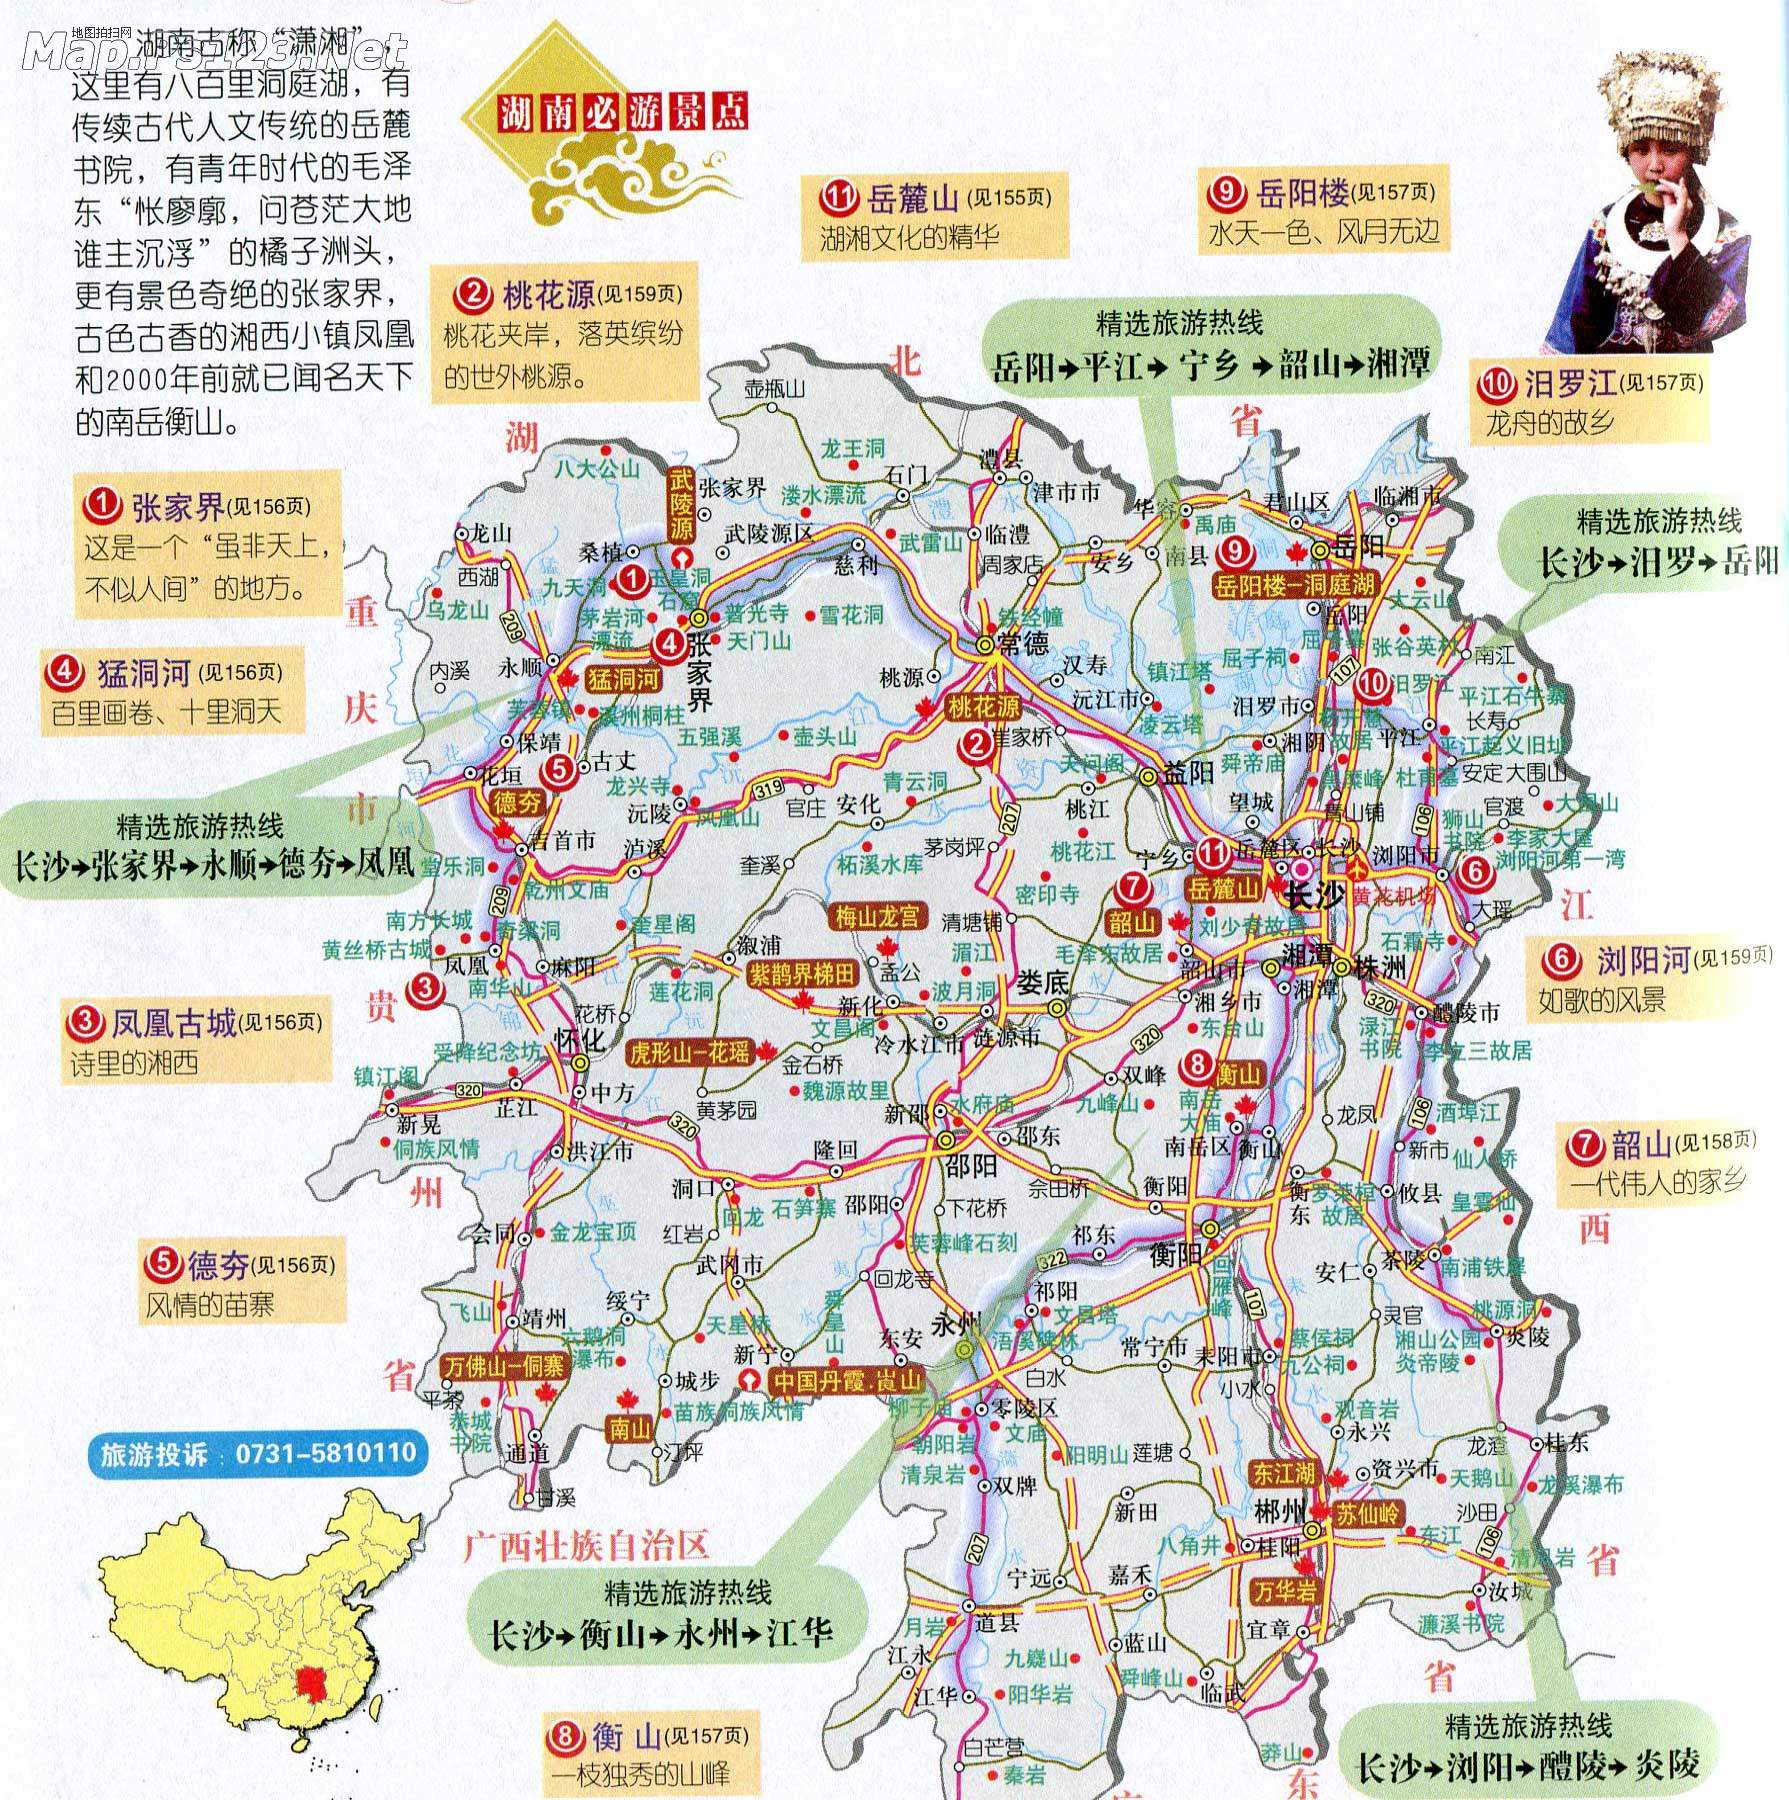 地图拍扫网
Map.Ps123.Net
湖南古称“潇湘”，
这里有八百里洞庭湖，有
传续古代人文传统的岳麓
书院，有青年时代的毛泽
东“怅廖廓，问苍茫大地
谁主沉浮”的橘子洲头，
更有景色奇绝的张家界，
古色古香的湘西小镇凤凰
和2000年前就已闻名天下
的南岳衡山。
湖南必游景点
11 岳麓山(见155页)
湖湘文化的精华
9 岳阳楼(见157页)
水天一色、风月无边
2 桃花源(见159页)
桃花夹岸，落英缤纷
的世外桃源。
精选旅游热线
岳阳→平江→宁乡→韶山→湘潭
10 汨罗江(见157页)
龙舟的故乡
1 张家界(见156页)
这是一个“虽非天上，
不似人间”的地方。
精选旅游热线
长沙→汨罗→岳阳
4 猛洞河(见156页)
百里画卷、十里洞天
精选旅游热线
长沙→张家界→永顺→德夯→凤凰
6 浏阳河(见159页)
如歌的风景
3 凤凰古城(见156页)
诗里的湘西
7 韶山(见158页)
一代伟人的家乡
5 德夯(见156页)
风情的苗寨
旅游投诉：0731-5810110
精选旅游热线
长沙→衡山→永州→江华
8 衡山(见157页)
一枝独秀的山峰
精选旅游热线
长沙→浏阳→醴陵→炎陵
湖
北
省
重
庆
市
贵
州
省
江
西
省
广西壮族自治区
省
东
壶瓶山
八大公山
龙王洞
石门
澧县
津市市
武陵源
张家界
溇水漂流
华容
君山区
临湘市
龙山
桑植
武陵源区
武雷山
临澧
禹庙
岳阳
西湖
九天洞
玉皇洞
慈利
周家店
安乡
南县
岳阳楼-洞庭湖
乌龙山
茅岩河
漂流
石窟
普光寺
雪花洞
铁经幢
岳阳
大云山
209
张家界
天门山
常德
张谷英村
南江
内溪
永顺
猛洞河
桃源
汉寿
镇江塔
屈子祠
107
汨罗江
平江石牛寨
芙蓉镇
溪州桐柱
桃花源
沅江市
汨罗市
长寿
保靖
五强溪
壶头山
崔家桥
凌云塔
湘阴
故居
平江
平江起义旧址
花垣
古丈
龙兴寺
青云洞
天问阁
益阳
舜帝庙
杜甫墓
安定
大围山
德夯
沅陵
319
官庄
安化
桃江
望城
青山铺
官渡
大围山
吉首市
凤凰山
207
106
狮山
书院
李家大屋
泸溪
奎溪
柘溪水库
茅岗坪
桃花江
宁乡
岳麓区
长沙
浏阳市
浏阳河第一湾
乾州文庙
密印寺
岳麓山
长沙
黄花机场
209
南方长城
奇梁洞
奎星阁
梅山龙宫
清塘铺
韶山
刘少奇故居
大瑶
黄丝桥古城
溆浦
湄江
毛泽东故居
石霜寺
凤凰
麻阳
紫鹊界梯田
孟公
娄底
韶山市
湘潭
株洲
南华山
莲花洞
新化
波月洞
湘乡市
湘潭
320
醴陵市
花桥
文昌阁
东台山
渌江
书院
李立三故居
受降纪念坊
怀化
虎形山-花瑶
金石桥
冷水江市
涟源市
320
镇江阁
双峰
衡山
320
芷江
中方
黄茅园
魏源故里
九峰山
南岳
大庙
龙凤
106
酒埠江
新晃
320
新邵
水府庙
邵东
南岳区
衡山
新市
仙人桥
侗族风情
洪江市
隆回
邵阳
洞口
石笋寨
邵阳
下花桥
佘田桥
衡阳
衡东
罗荣桓
故居
攸县
会同
金龙宝顶
红岩
回龙
芙蓉峰石刻
祁东
衡阳
安仁
茶陵
武冈市
回龙寺
322
祁阳
回雁峰
107
飞山
靖州
绥宁
天星桥
舜皇山
永州
文昌塔
灵官
桃源洞
六鹅洞
瀑布
新宁
东安
浯溪碑林
常宁市
耒阳市
蔡侯祠
九公祠
湘山公园
炎帝陵
炎陵
万佛山-侗寨
城步
中国丹霞.崀山
白水
小水
平茶
恭城
书院
南山
苗族侗族风情
柳子庙
零陵区
观音岩
朝阳岩
文庙
永兴
龙渣
桂东
通道
汀坪
清泉岩
阳明山
莲塘
东江湖
资兴市
天鹅山
龙溪瀑布
甘溪
双牌
新田
郴州
苏仙岭
沙田
207
八角井
桂阳
东江
106
宁远
嘉禾
万华岩
汝城
道县
月岩
蓝山
宜章
濂溪书院
江永
九嶷山
舜峰山
临武
江华
阳华岩
白芒营
秦岩
莽山